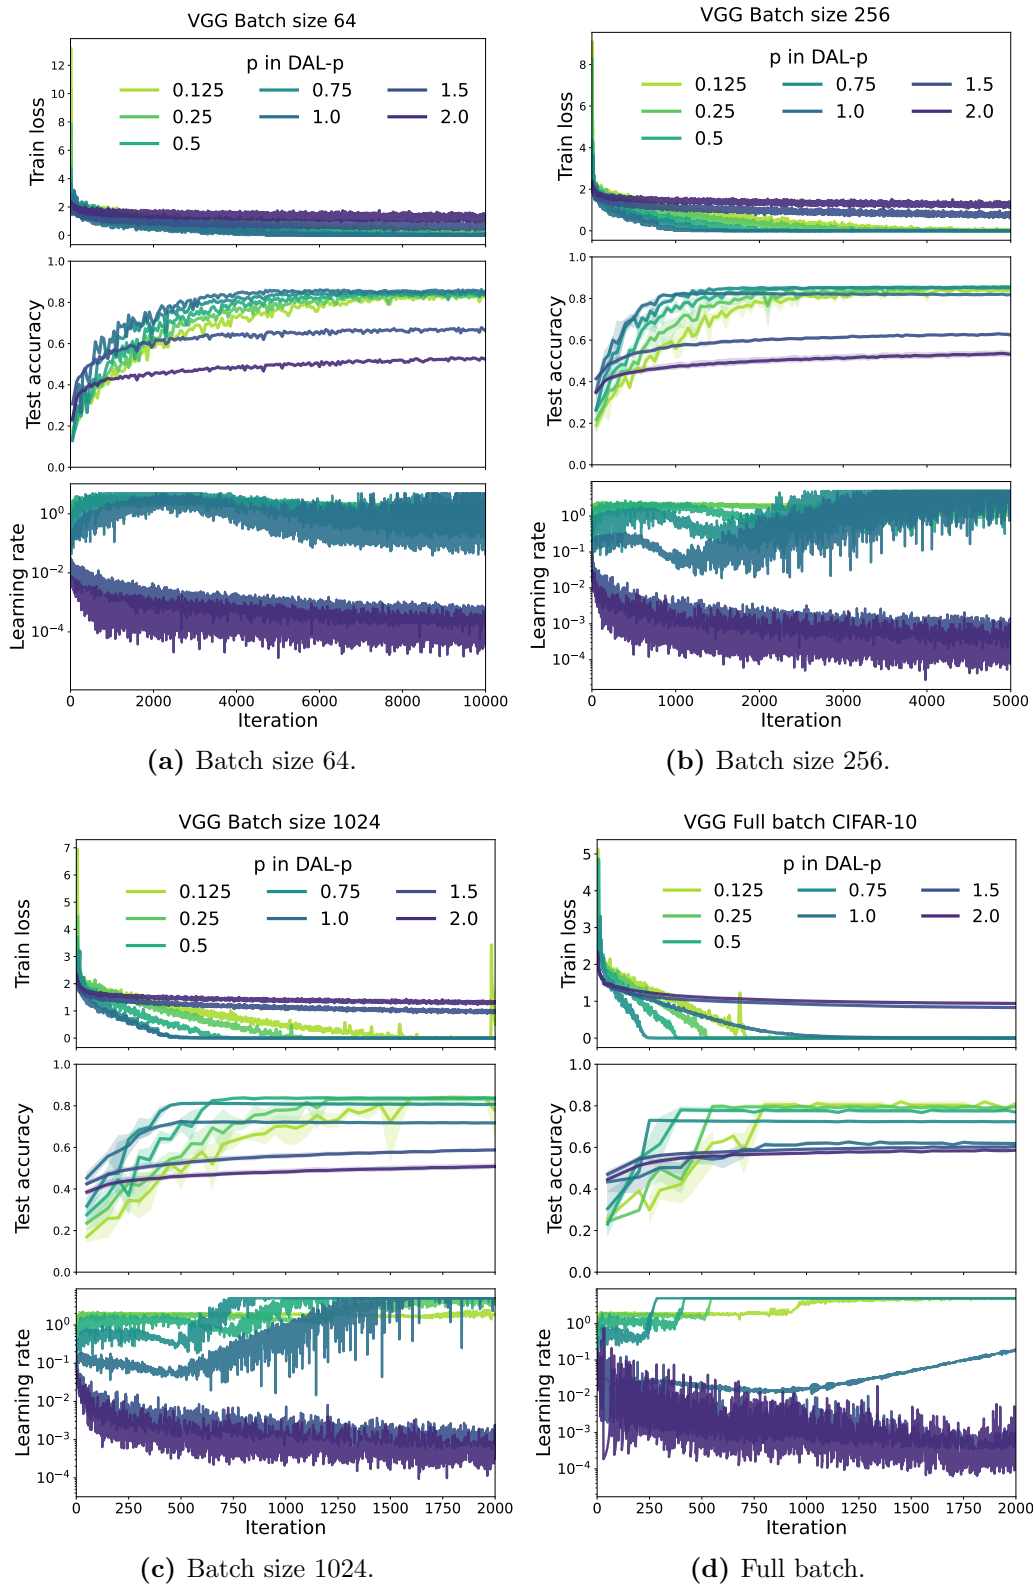 VGG Batch size 64
Train loss
12
10
8
6
4
2
0
p in DAL-p
0.125 0.75 1.5
0.25 1.0 2.0
0.5
Test accuracy
1.0
0.8
0.6
0.4
0.2
0.0
Learning rate
10^0
10^−2
10^−4
0 2000 4000 6000 8000 10000
Iteration
(a) Batch size 64.
VGG Batch size 256
Train loss
8
6
4
2
0
p in DAL-p
0.125 0.75 1.5
0.25 1.0 2.0
0.5
Test accuracy
1.0
0.8
0.6
0.4
0.2
0.0
Learning rate
10^0
10^−1
10^−2
10^−3
10^−4
0 1000 2000 3000 4000 5000
Iteration
(b) Batch size 256.
VGG Batch size 1024
Train loss
7
6
5
4
3
2
1
0
p in DAL-p
0.125 0.75 1.5
0.25 1.0 2.0
0.5
Test accuracy
1.0
0.8
0.6
0.4
0.2
0.0
Learning rate
10^0
10^−1
10^−2
10^−3
10^−4
0 250 500 750 1000 1250 1500 1750 2000
Iteration
(c) Batch size 1024.
VGG Full batch CIFAR-10
Train loss
5
4
3
2
1
0
p in DAL-p
0.125 0.75 1.5
0.25 1.0 2.0
0.5
Test accuracy
1.0
0.8
0.6
0.4
0.2
0.0
Learning rate
10^0
10^−1
10^−2
10^−3
10^−4
0 250 500 750 1000 1250 1500 1750 2000
Iteration
(d) Full batch.